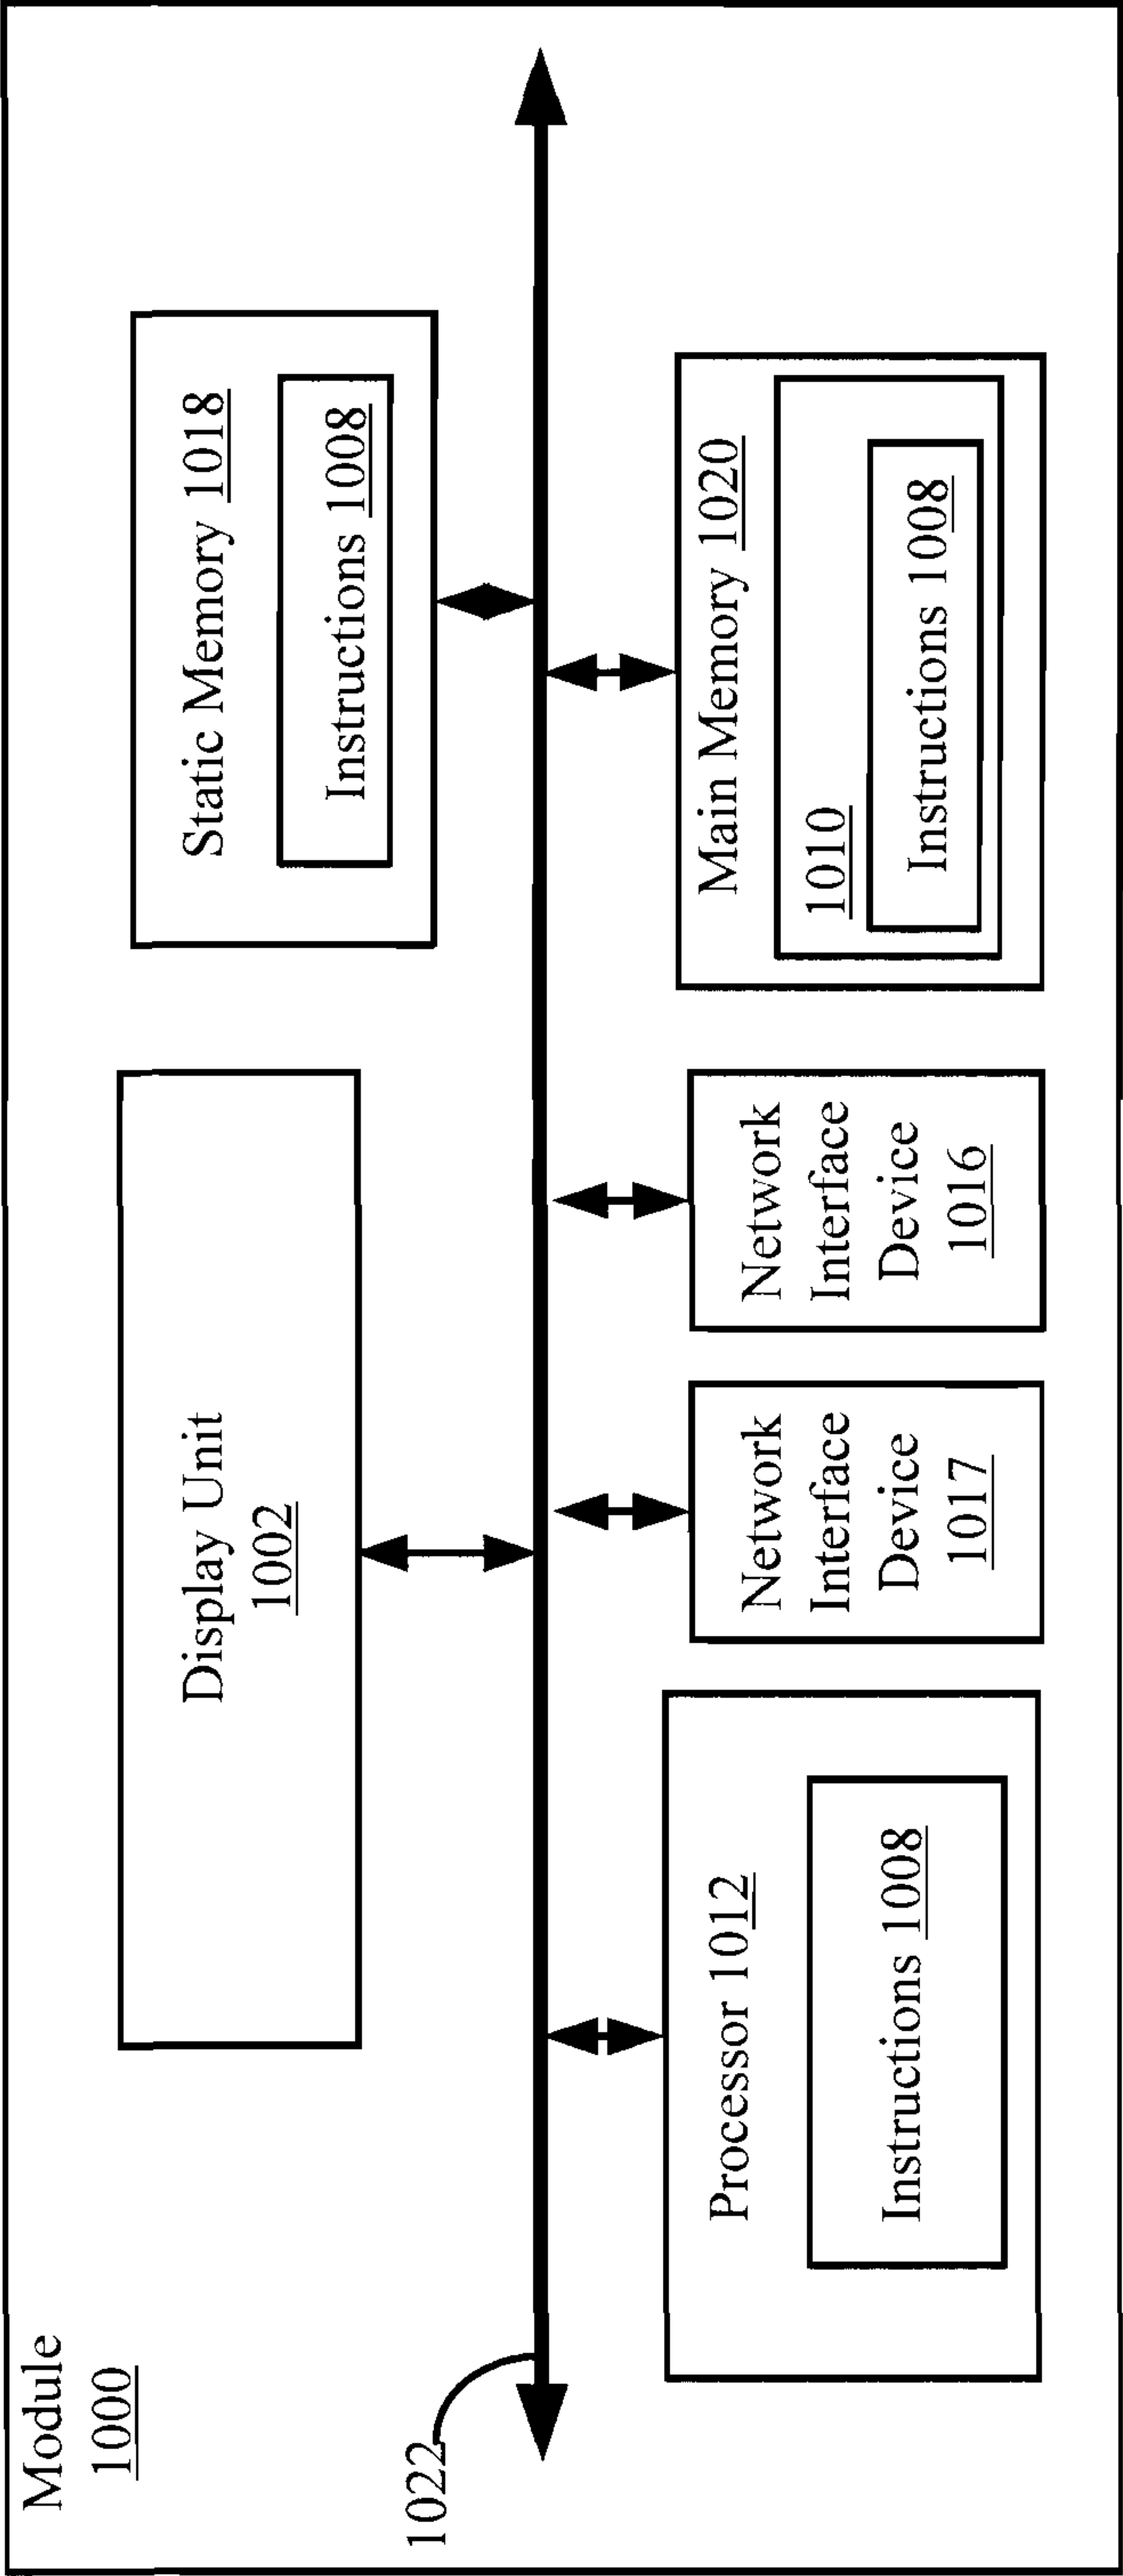 Module
1000
Display Unit
1002
Static Memory 1018
Instructions 1008
1022
Processor 1012
Instructions 1008
Network
Interface
Device
1017
Network
Interface
Device
1016
Main Memory 1020
1010
Instructions 1008